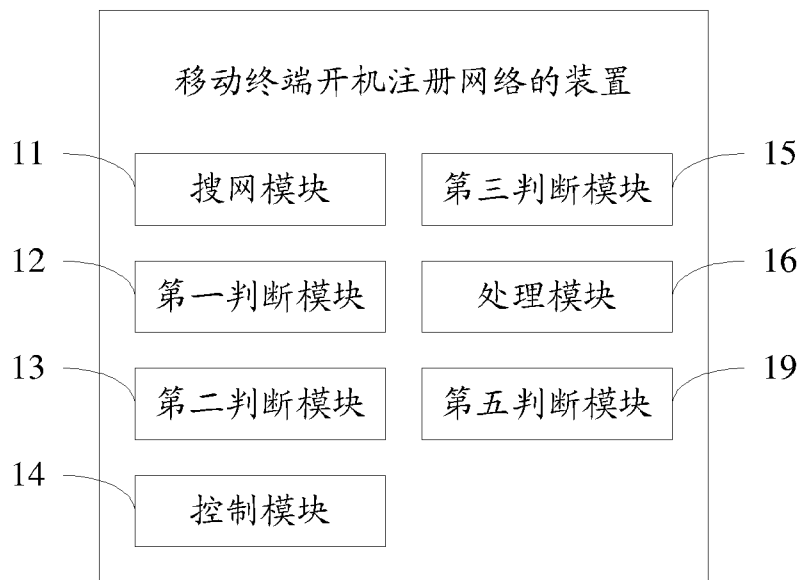 移动终端开机注册网络的装置
11
搜网模块
第三判断模块
15
12
第一判断模块
处理模块
16
13
第二判断模块
第五判断模块
19
14
控制模块